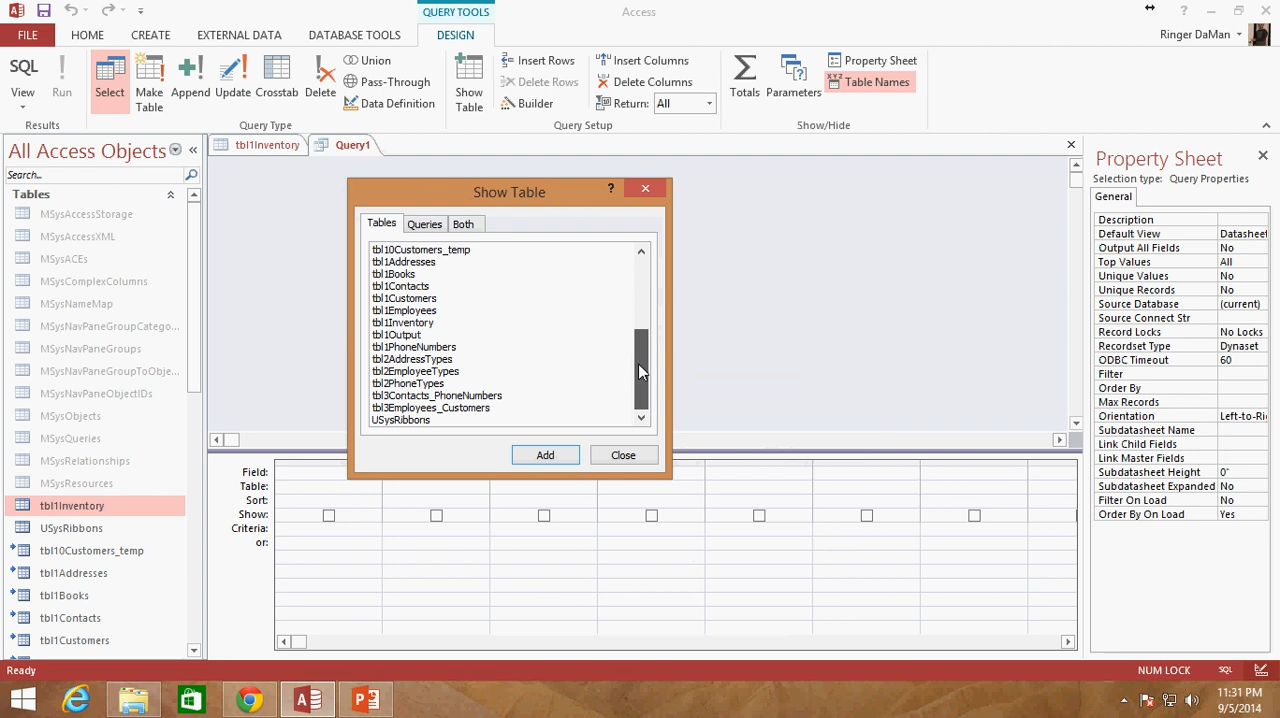 QUERY TOOLS
Access
FILE
HOME
CREATE
EXTERNAL DATA
DATABASE TOOLS
DESIGN
Ringer DaMan
SQL
View
Run
Results
Select
Make
Table
Append
Update
Crosstab
Delete
Union
Pass-Through
Data Definition
Query Type
Show
Table
Insert Rows
Delete Rows
Builder
Insert Columns
Delete Columns
Return:
All
Query Setup
Totals
Parameters
Property Sheet
Table Names
Show/Hide
All Access Objects
Search...
Tables
MSysAccessStorage
MSysAccessXML
MSysACEs
MSysComplexColumns
MSysNameMap
MSysNavPaneGroupCatego...
MSysNavPaneGroups
MSysNavPaneGroupToObje...
MSysNavPaneObjectIDs
MSysObjects
MSysQueries
MSysRelationships
MSysResources
tbl1Inventory
USysRibbons
tbl10Customers_temp
tbl1Addresses
tbl1Books
tbl1Contacts
tbl1Customers
tbl1Inventory
Query1
Show Table
?
Tables
Queries
Both
tbl10Customers_temp
tbl1Addresses
tbl1Books
tbl1Contacts
tbl1Customers
tbl1Employees
tbl1Inventory
tbl1Output
tbl1PhoneNumbers
tbl2AddressTypes
tbl2EmployeeTypes
tbl2PhoneTypes
tbl3Contacts_PhoneNumbers
tbl3Employees_Customers
USysRibbons
Add
Close
Field:
Table:
Sort:
Show:
Criteria:
or:
Property Sheet
Selection type: Query Properties
General
Description
Default View Datasheet
Output All Fields No
Top Values All
Unique Values No
Unique Records No
Source Database (current)
Source Connect Str
Record Locks No Locks
Recordset Type Dynaset
ODBC Timeout 60
Filter
Order By
Max Records
Orientation Left-to-Ri
Subdatasheet Name
Link Child Fields
Link Master Fields
Subdatasheet Height 0"
Subdatasheet Expanded No
Filter On Load No
Order By On Load Yes
Ready
NUM LOCK
SQL
11:31 PM
9/5/2014